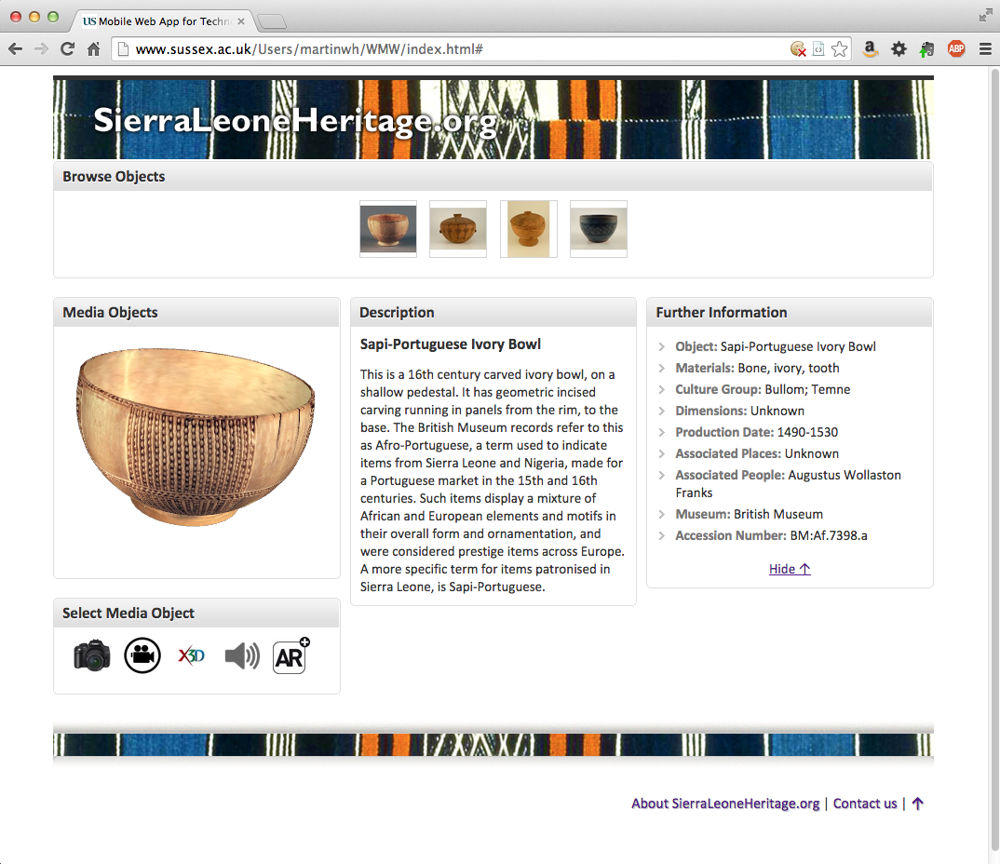 US Mobile Web App for Techn
www.sussex.ac.uk/Users/martinwh/WMW/index.html#
a
ABP
SierraLeoneHeritage.org
Browse Objects
Media Objects
Description
Sapi-Portuguese Ivory Bowl
This is a 16th century carved ivory bowl, on a
shallow pedestal. It has geometric incised
carving running in panels from the rim, to the
base. The British Museum records refer to this
as Afro-Portuguese, a term used to indicate
items from Sierra Leone and Nigeria, made for
a Portuguese market in the 15th and 16th
centuries. Such items display a mixture of
African and European elements and motifs in
their overall form and ornamentation, and
were considered prestige items across Europe.
A more specific term for items patronised in
Sierra Leone, is Sapi-Portuguese.
Further Information
Object: Sapi-Portuguese Ivory Bowl
Materials: Bone, ivory, tooth
Culture Group: Bullom; Temne
Dimensions: Unknown
Production Date: 1490-1530
Associated Places: Unknown
Associated People: Augustus Wollaston
Franks
Museum: British Museum
Accession Number: BM:Af.7398.a
Hide ↑
Select Media Object
X3D
AR+
About SierraLeoneHeritage.org | Contact us | ↑